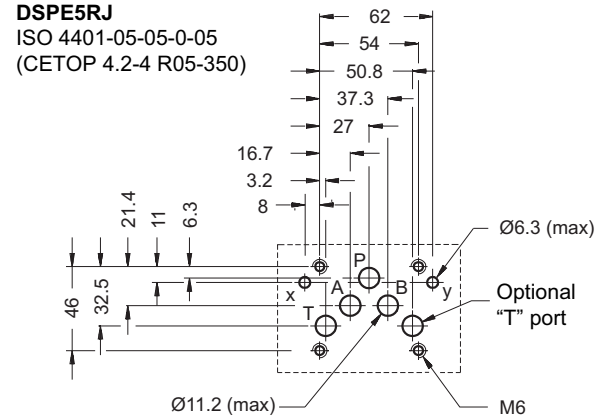 DSPE5RJ
ISO 4401-05-05-0-05
(CETOP 4.2-4 R05-350)
62
54
50.8
37.3
27
16.7
3.2
8
21.4
11
6.3
46
32.5
Ø6.3 (max)
P
A
B
x
y
T
Optional
“T” port
Ø11.2 (max)
M6